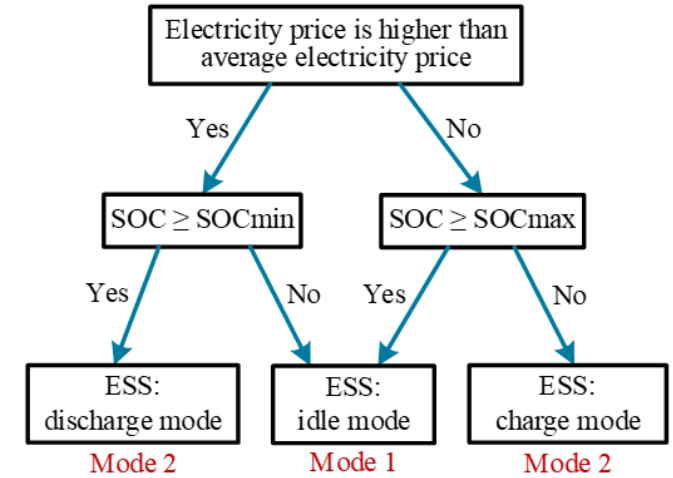 Electricity price is higher than
average electricity price
Yes
No
SOC ≥ SOCmin
SOC ≥ SOCmax
Yes
No
Yes
No
ESS:
discharge mode
ESS:
idle mode
ESS:
charge mode
Mode 2
Mode 1
Mode 2